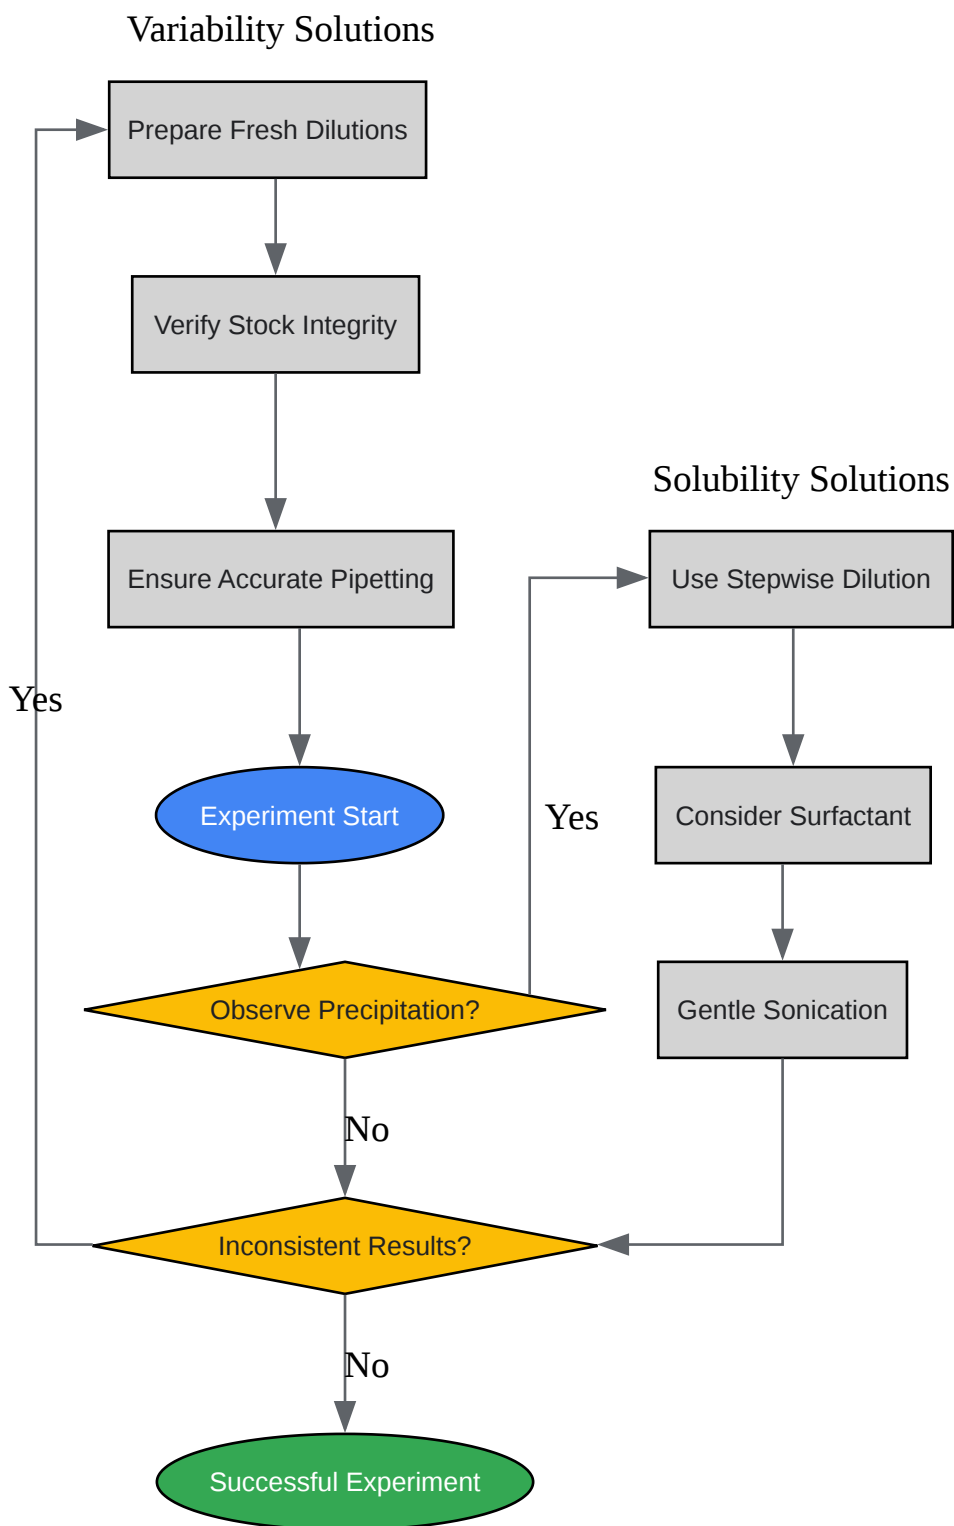 Variability Solutions
Prepare Fresh Dilutions
Verify Stock Integrity
Solubility Solutions
Ensure Accurate Pipetting
Use Stepwise Dilution
Yes
Experiment Start
Yes
Consider Surfactant
Observe Precipitation?
Gentle Sonication
No
Inconsistent Results?
No
Successful Experiment